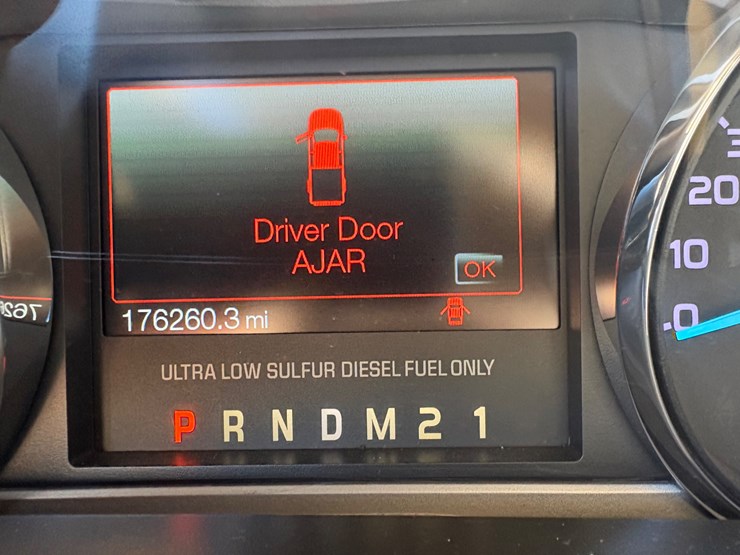 Driver Door
AJAR
OK
176260.3 mi
ULTRA LOW SULFUR DIESEL FUEL ONLY
P R N D M 2 1
20
10
0